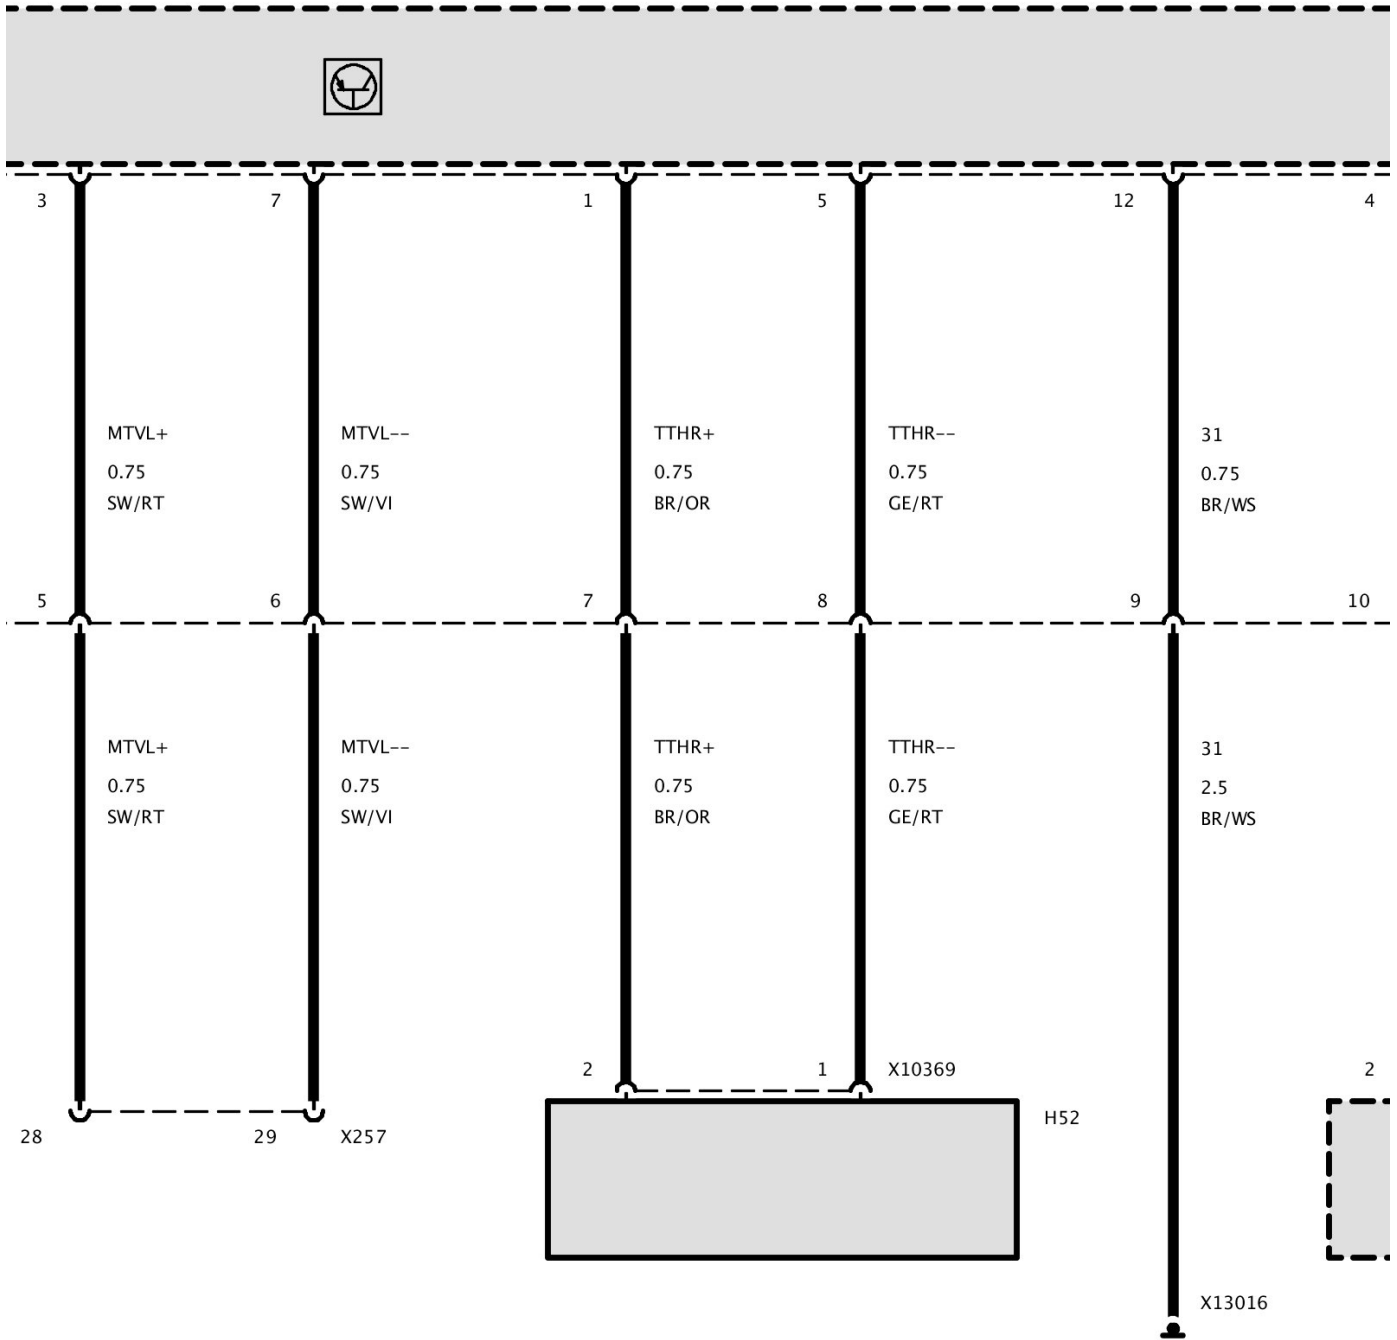 3 7 1 5 12 4
MTVL+ MTVL-- TTHR+ TTHR-- 31
0.75 0.75 0.75 0.75 0.75
SW/RT SW/VI BR/OR GE/RT BR/WS
5 6 7 8 9 10
MTVL+ MTVL-- TTHR+ TTHR-- 31
0.75 0.75 0.75 0.75 2.5
SW/RT SW/VI BR/OR GE/RT BR/WS
2 1 X10369 2
H52
28 29 X257
X13016